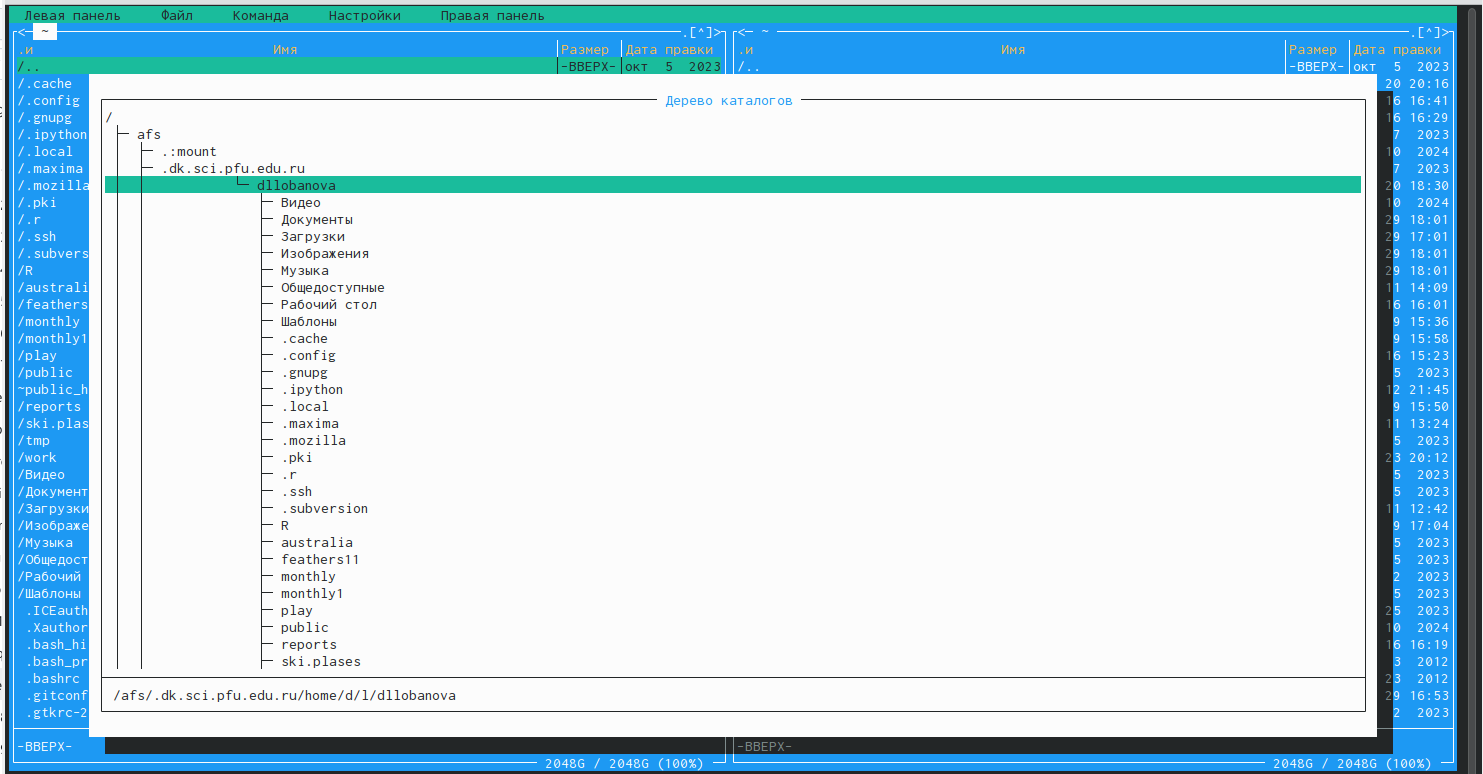 Левая панель Файл Команда Настройки Правая панель
<─ ~ .[^]> <─ ~ .[^]>
.и Имя Размер Дата правки .и Имя Размер Дата правки
/.. -ВВЕРХ- окт 5 2023 /.. -ВВЕРХ- окт 5 2023
/.cache 20 20:16
/.config Дерево каталогов 16 16:41
/.gnupg / 16 16:29
/.ipython afs 7 2023
/.local .:mount 10 2024
/.maxima .dk.sci.pfu.edu.ru 7 2023
/.mozilla dllobanova 20 18:30
/.pki Видео 10 2024
/.r Документы 29 18:01
/.ssh Загрузки 29 17:01
/.subvers Изображения 29 18:01
/R Музыка 29 18:01
/australi Общедоступные 11 14:09
/feathers Рабочий стол 16 16:01
/monthly Шаблоны 9 15:36
/monthly1 .cache 9 15:58
/play .config 16 15:23
/public .gnupg 5 2023
~public_h .ipython 12 21:45
/reports .local 9 15:50
/ski.plas .maxima 11 13:24
/tmp .mozilla 5 2023
/work .pki 23 20:12
/Видео .r 5 2023
/Документ .ssh 5 2023
/Загрузки .subversion 11 12:42
/Изображе R 9 17:04
/Музыка australia 5 2023
/Общедост feathers11 5 2023
/Рабочий monthly 2 2023
/Шаблоны monthly1 5 2023
.ICEauth play 25 2023
.Xauthor public 10 2024
.bash_hi reports 16 16:19
.bash_pr ski.plases 3 2012
.bashrc 23 2012
.gitconf /afs/.dk.sci.pfu.edu.ru/home/d/l/dllobanova 29 16:53
.gtkrc-2 2 2023
-ВВЕРХ- -ВВЕРХ-
2048G / 2048G (100%) 2048G / 2048G (100%)